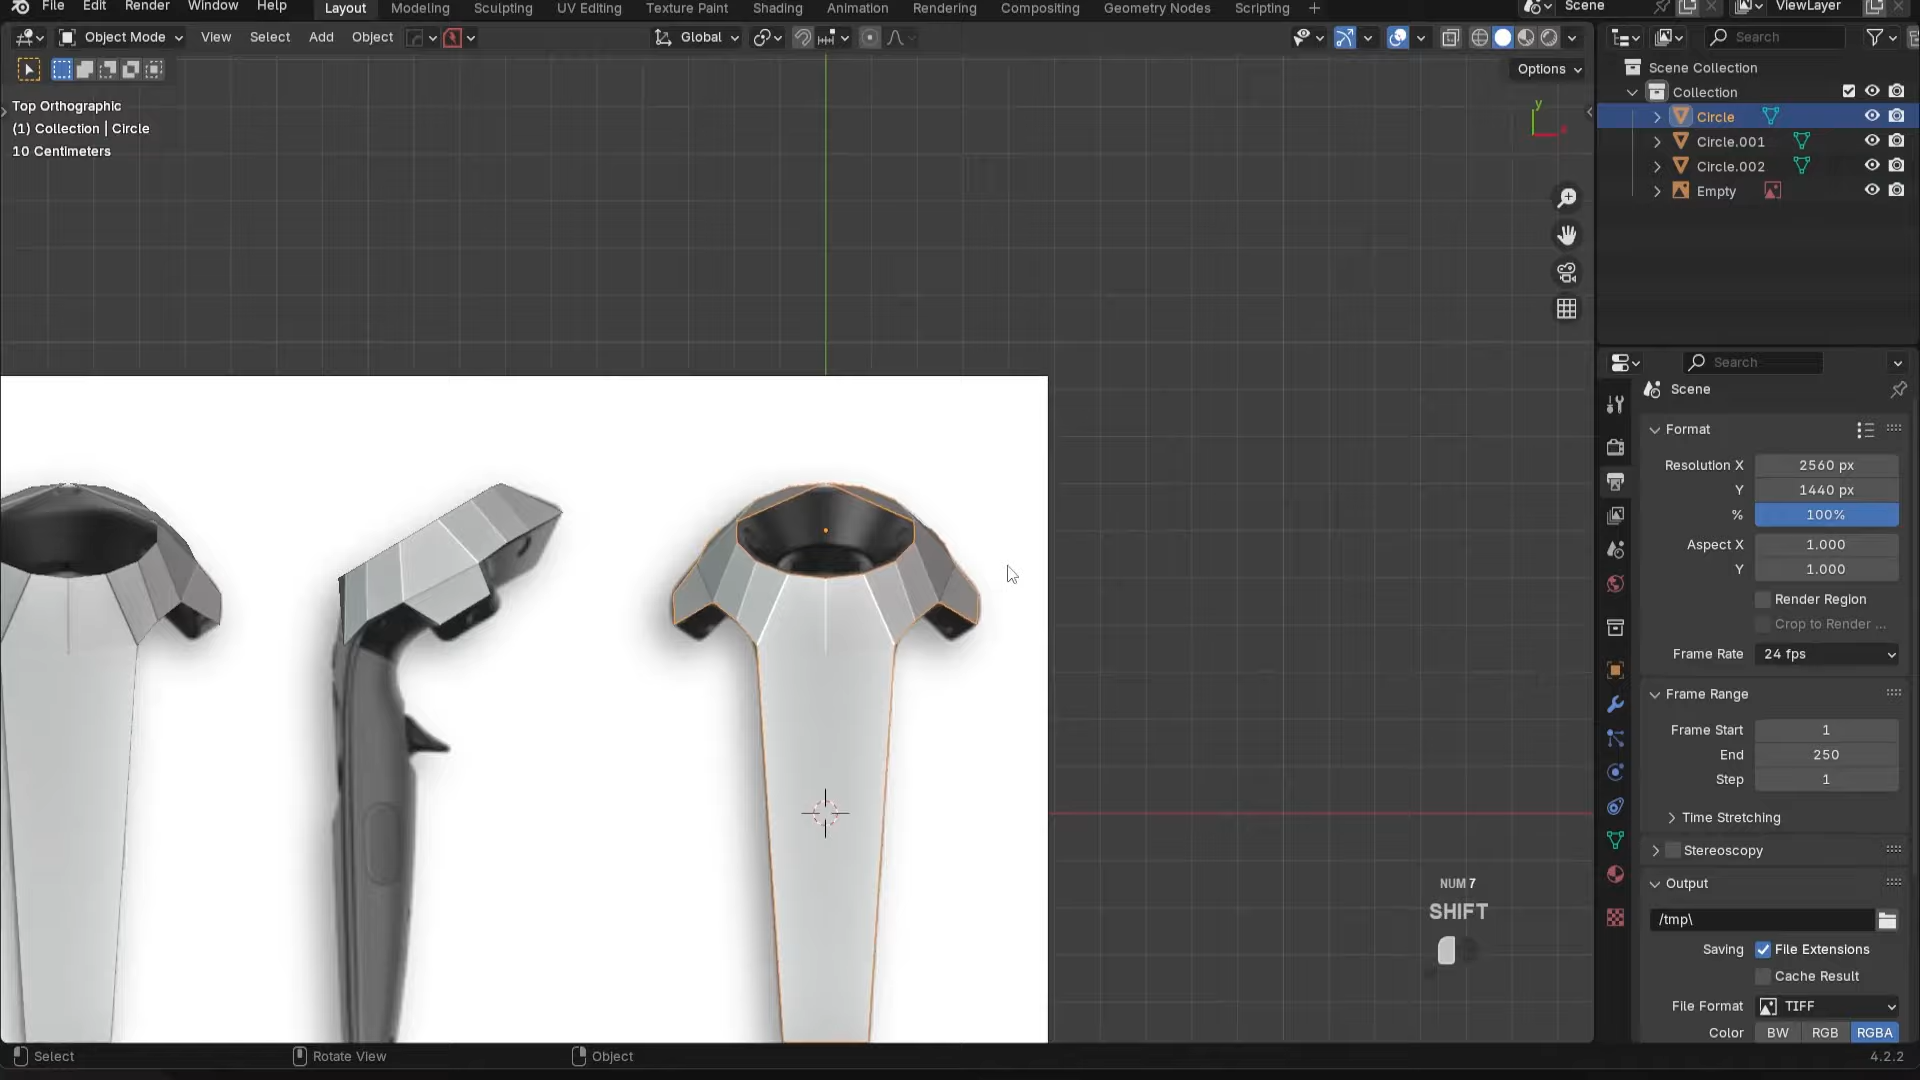 File Edit Render Window Help Layout Modeling Sculpting UV Editing Texture Paint Shading Animation Rendering Compositing Geometry Nodes Scripting + Scene ViewLayer
Object Mode View Select Add Object Global Search
Options
Top Orthographic
(1) Collection | Circle
10 Centimeters
y
NUM 7
SHIFT
Scene Collection
Collection
Circle
Circle.001
Circle.002
Empty
Search
Scene
Format
Resolution X 2560 px
Y 1440 px
% 100%
Aspect X 1.000
Y 1.000
Render Region
Crop to Render ...
Frame Rate 24 fps
Frame Range
Frame Start 1
End 250
Step 1
Time Stretching
Stereoscopy
Output
/tmp\
Saving File Extensions
Cache Result
File Format TIFF
Color BW RGB RGBA
Select Rotate View Object 4.2.2